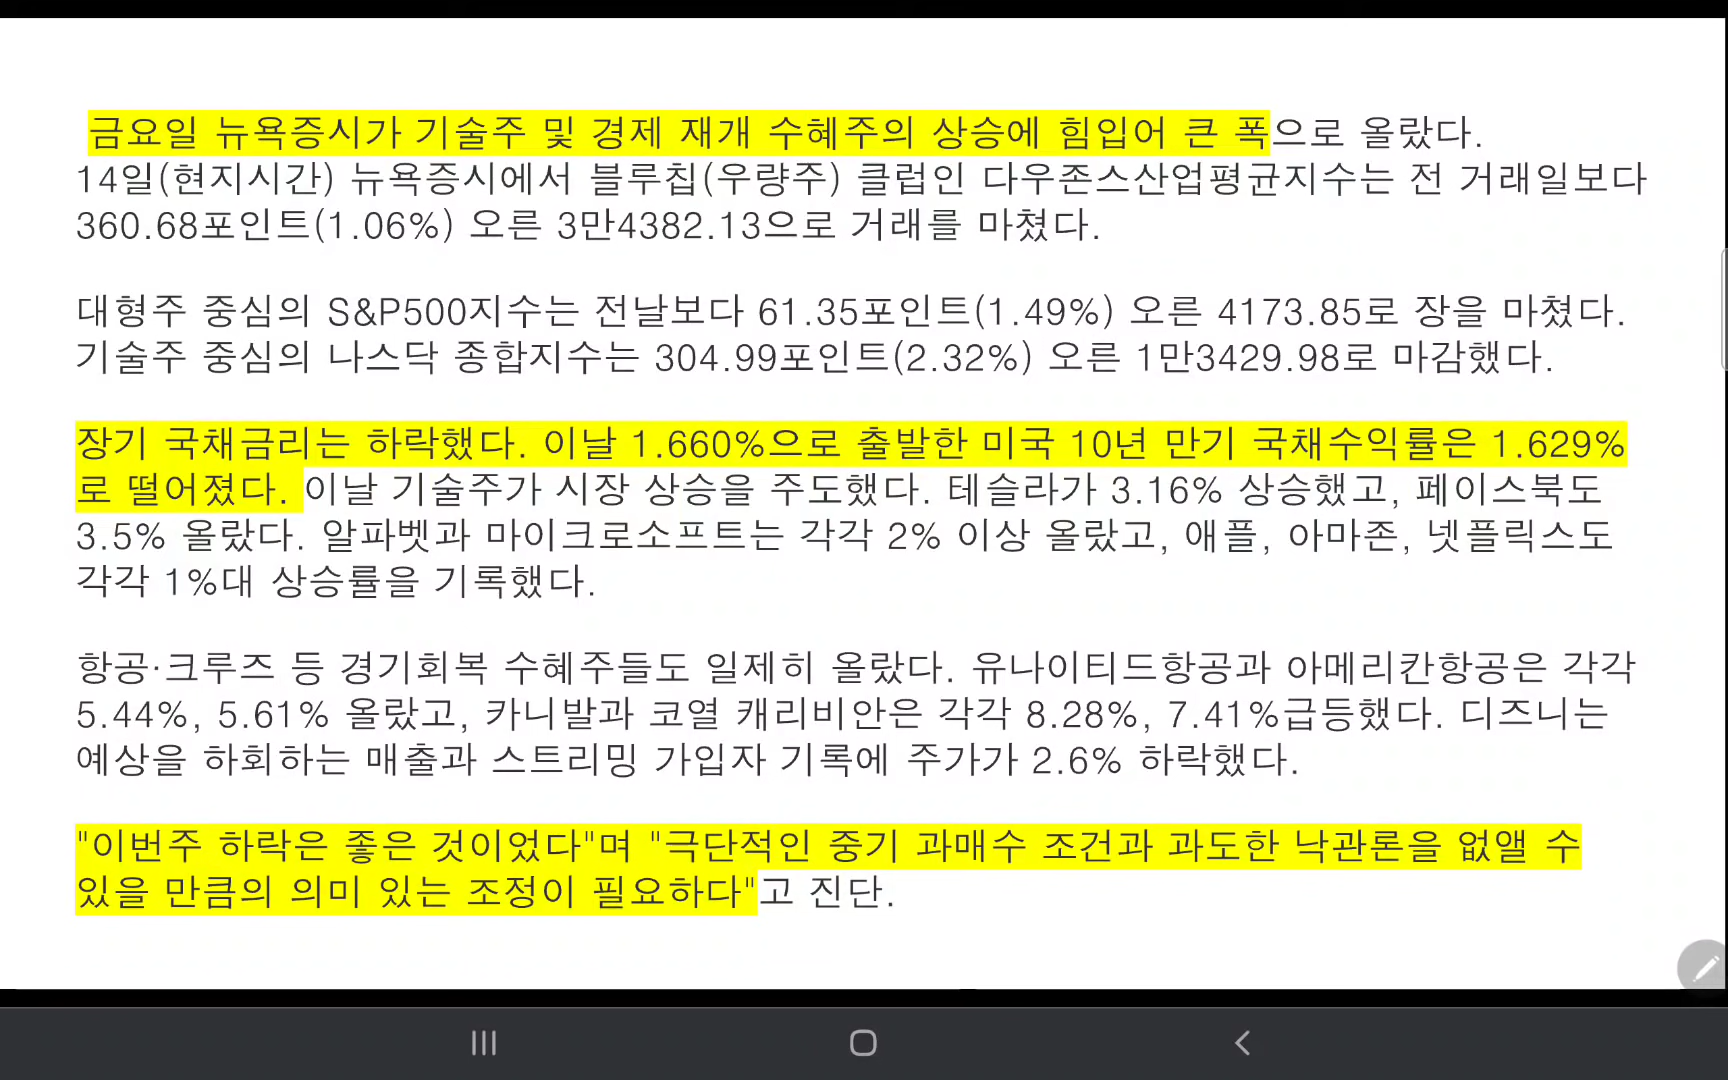 금요일 뉴욕증시가 기술주 및 경제 재개 수혜주의 상승에 힘입어 큰 폭으로 올랐다.
14일(현지시간) 뉴욕증시에서 블루칩(우량주) 클럽인 다우존스산업평균지수는 전 거래일보다
360.68포인트(1.06%) 오른 3만4382.13으로 거래를 마쳤다.
대형주 중심의 S&P500지수는 전날보다 61.35포인트(1.49%) 오른 4173.85로 장을 마쳤다.
기술주 중심의 나스닥 종합지수는 304.99포인트(2.32%) 오른 1만3429.98로 마감했다.
장기 국채금리는 하락했다. 이날 1.660%으로 출발한 미국 10년 만기 국채수익률은 1.629%
로 떨어졌다. 이날 기술주가 시장 상승을 주도했다. 테슬라가 3.16% 상승했고, 페이스북도
3.5% 올랐다. 알파벳과 마이크로소프트는 각각 2% 이상 올랐고, 애플, 아마존, 넷플릭스도
각각 1%대 상승률을 기록했다.
항공·크루즈 등 경기회복 수혜주들도 일제히 올랐다. 유나이티드항공과 아메리칸항공은 각각
5.44%, 5.61% 올랐고, 카니발과 코열 캐리비안은 각각 8.28%, 7.41%급등했다. 디즈니는
예상을 하회하는 매출과 스트리밍 가입자 기록에 주가가 2.6% 하락했다.
"이번주 하락은 좋은 것이었다"며 "극단적인 중기 과매수 조건과 과도한 낙관론을 없앨 수
있을 만큼의 의미 있는 조정이 필요하다"고 진단.